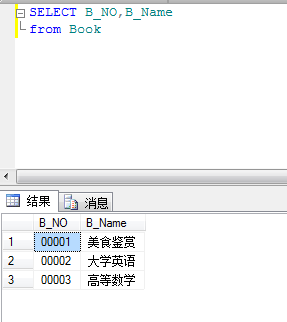 SELECT B_NO,B_Name
from Book
结果 消息
B_NO B_Name
1 00001 美食鉴赏
2 00002 大学英语
3 00003 高等数学